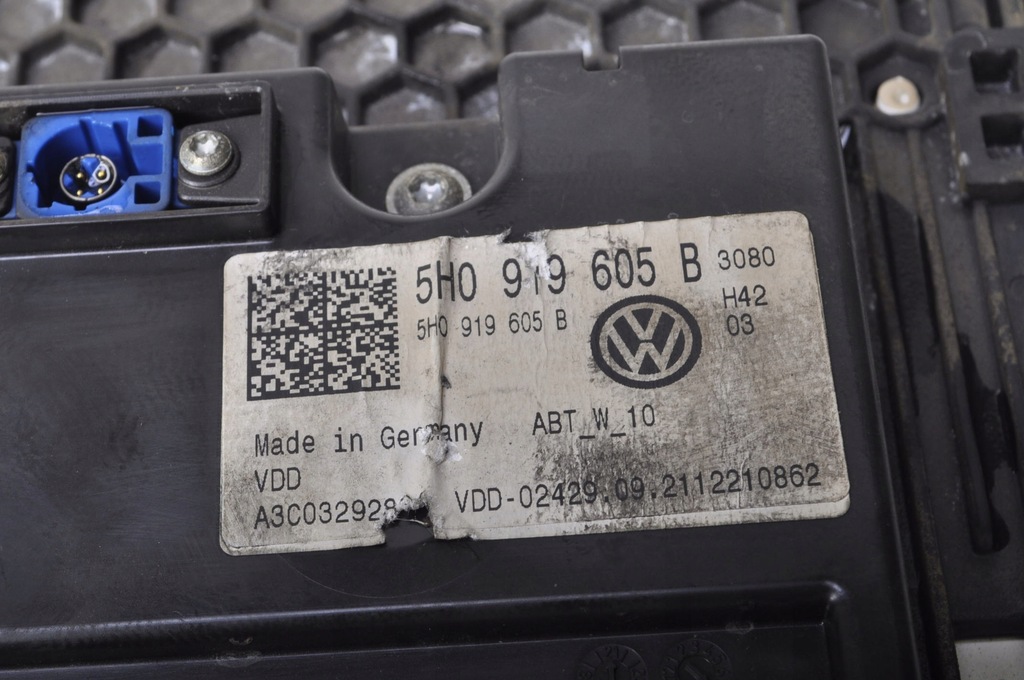 5H0 919 605 B 3080
5H0 919 605 B H42
03
Made in Germany ABT_W_10
VDD
VDD-02429.09.2112210862